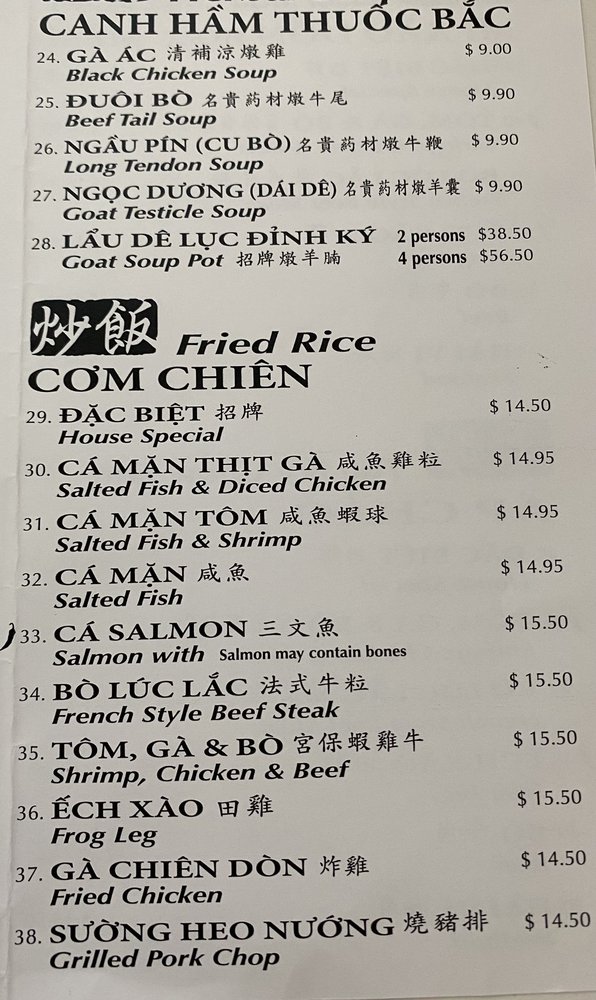 CANH HẦM THUỐC BẮC
24. GÀ ÁC 清補涼燉雞 $ 9.00
Black Chicken Soup
25. ĐUÔI BÒ 名貴葯材燉牛尾 $ 9.90
Beef Tail Soup
26. NGẦU PÍN (CU BÒ) 名貴葯材燉牛鞭 $ 9.90
Long Tendon Soup
27. NGỌC DƯƠNG (DÁI DÊ) 名貴葯材燉羊囊 $ 9.90
Goat Testicle Soup
28. LẨU DÊ LỤC ĐỈNH KÝ 2 persons $38.50
Goat Soup Pot 招牌燉羊腩 4 persons $56.50
炒飯 Fried Rice
CƠM CHIÊN
29. ĐẶC BIỆT 招牌 $ 14.50
House Special
30. CÁ MẶN THỊT GÀ 咸魚雞粒 $ 14.95
Salted Fish & Diced Chicken
31. CÁ MẶN TÔM 咸魚蝦球 $ 14.95
Salted Fish & Shrimp
32. CÁ MẶN 咸魚 $ 14.95
Salted Fish
33. CÁ SALMON 三文魚 $ 15.50
Salmon with Salmon may contain bones
34. BÒ LÚC LẮC 法式牛粒 $ 15.50
French Style Beef Steak
35. TÔM, GÀ & BÒ 宮保蝦雞牛 $ 15.50
Shrimp, Chicken & Beef
36. ẾCH XÀO 田雞 $ 15.50
Frog Leg
37. GÀ CHIÊN DÒN 炸雞 $ 14.50
Fried Chicken
38. SƯỜNG HEO NƯỚNG 燒豬排 $ 14.50
Grilled Pork Chop